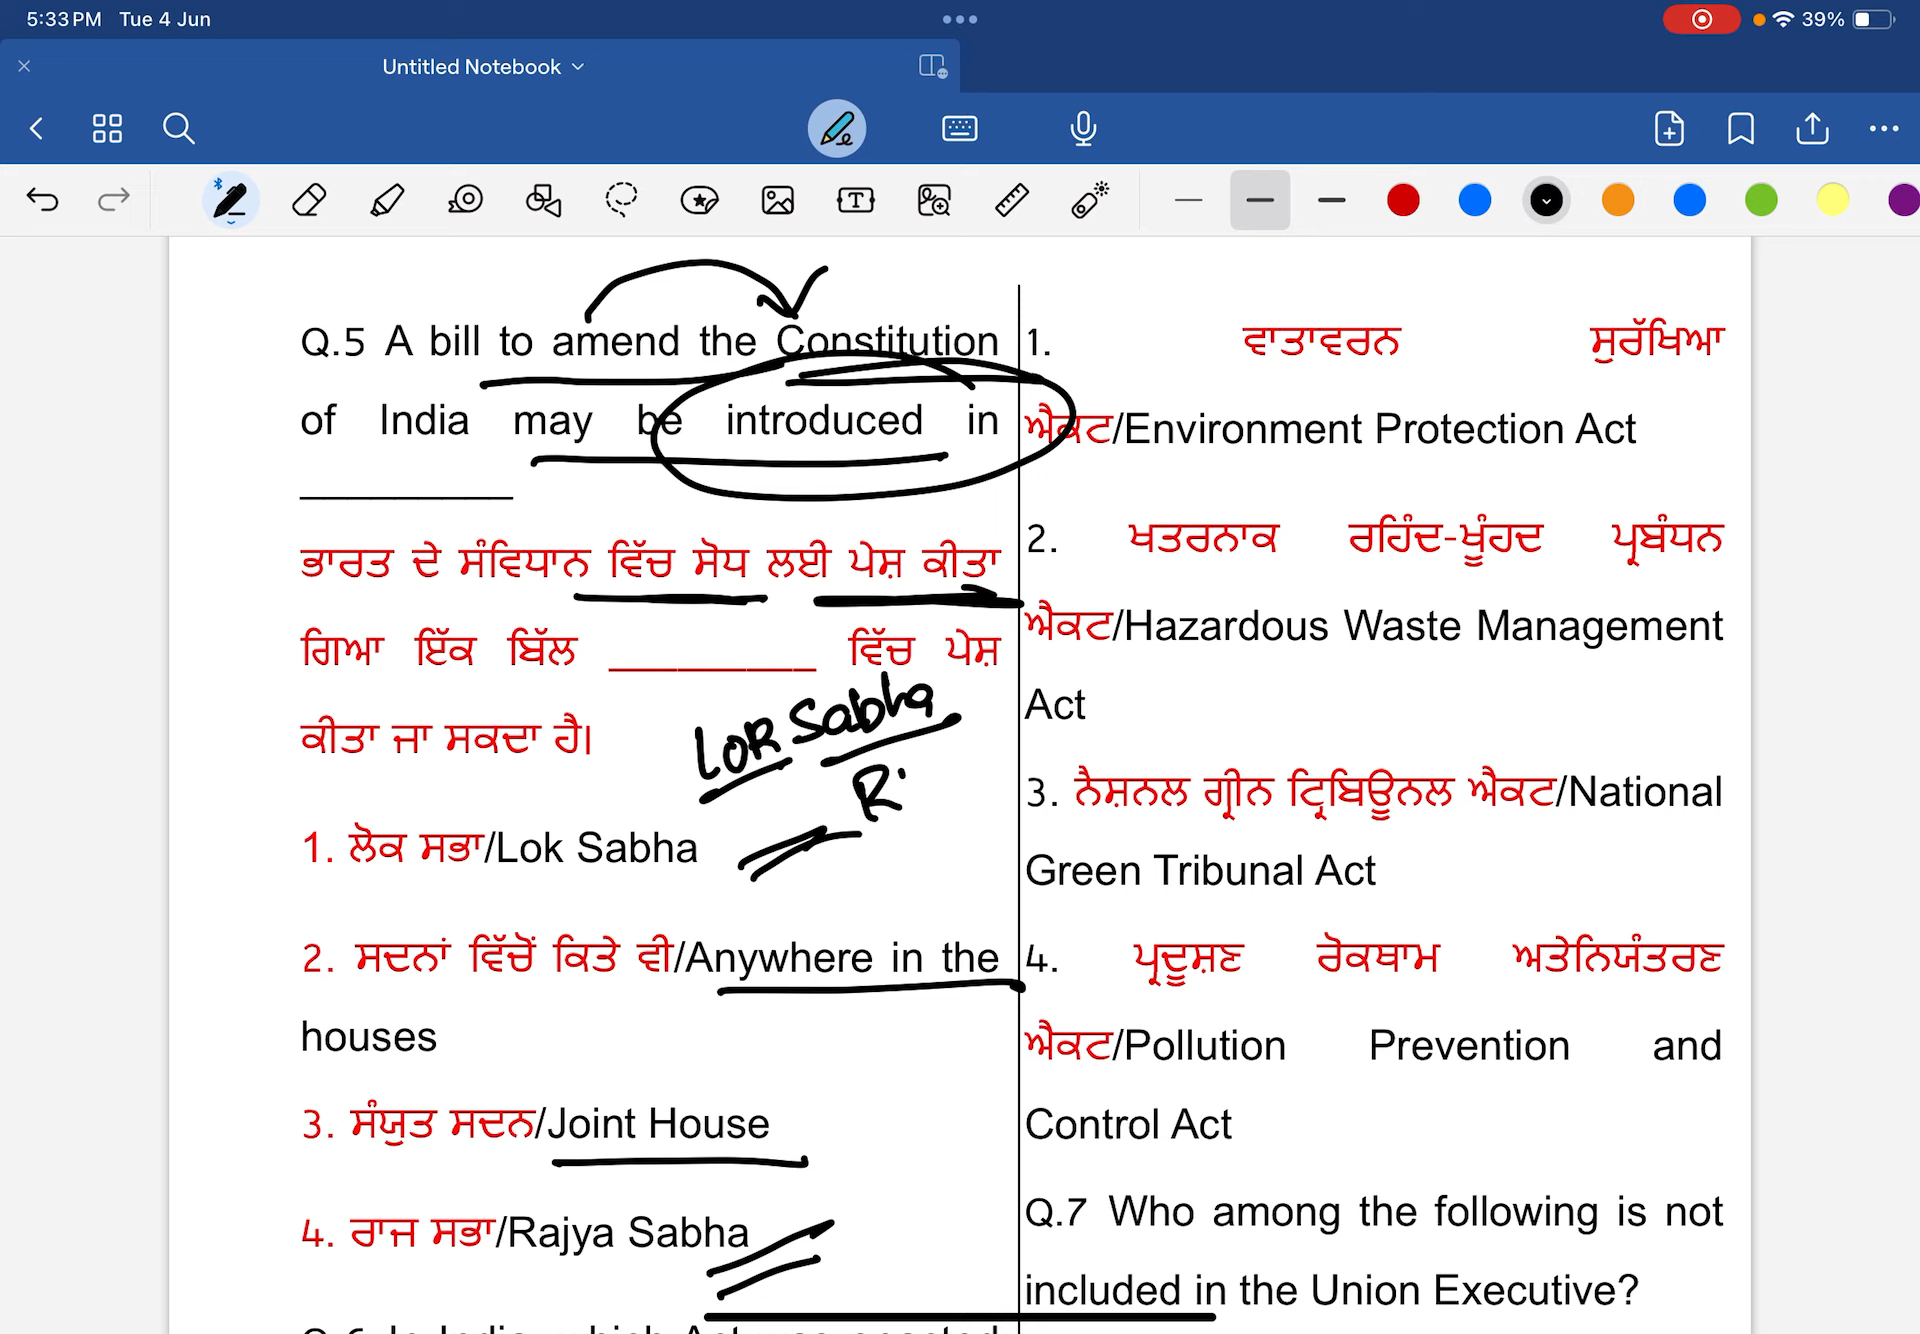 5:33 PM Tue 4 Jun
39%
Untitled Notebook
Q.5 A bill to amend the Constitution
of India may be introduced in
_________
ਭਾਰਤ ਦੇ ਸੰਵਿਧਾਨ ਵਿੱਚ ਸੋਧ ਲਈ ਪੇਸ਼ ਕੀਤਾ
ਗਿਆ ਇੱਕ ਬਿੱਲ _________ ਵਿੱਚ ਪੇਸ਼
ਕੀਤਾ ਜਾ ਸਕਦਾ ਹੈ।
LOR Sabha
R
1. ਲੋਕ ਸਭਾ/Lok Sabha
2. ਸਦਨਾਂ ਵਿੱਚੋਂ ਕਿਤੇ ਵੀ/Anywhere in the
houses
3. ਸੰਯੁਤ ਸਦਨ/Joint House
4. ਰਾਜ ਸਭਾ/Rajya Sabha
1. ਵਾਤਾਵਰਨ ਸੁਰੱਖਿਆ
ਐਕਟ/Environment Protection Act
2. ਖਤਰਨਾਕ ਰਹਿੰਦ-ਖੂੰਹਦ ਪ੍ਰਬੰਧਨ
ਐਕਟ/Hazardous Waste Management
Act
3. ਨੈਸ਼ਨਲ ਗ੍ਰੀਨ ਟ੍ਰਿਬਿਊਨਲ ਐਕਟ/National
Green Tribunal Act
4. ਪ੍ਰਦੂਸ਼ਣ ਰੋਕਥਾਮ ਅਤੇਨਿਯੰਤਰਣ
ਐਕਟ/Pollution Prevention and
Control Act
Q.7 Who among the following is not
included in the Union Executive?